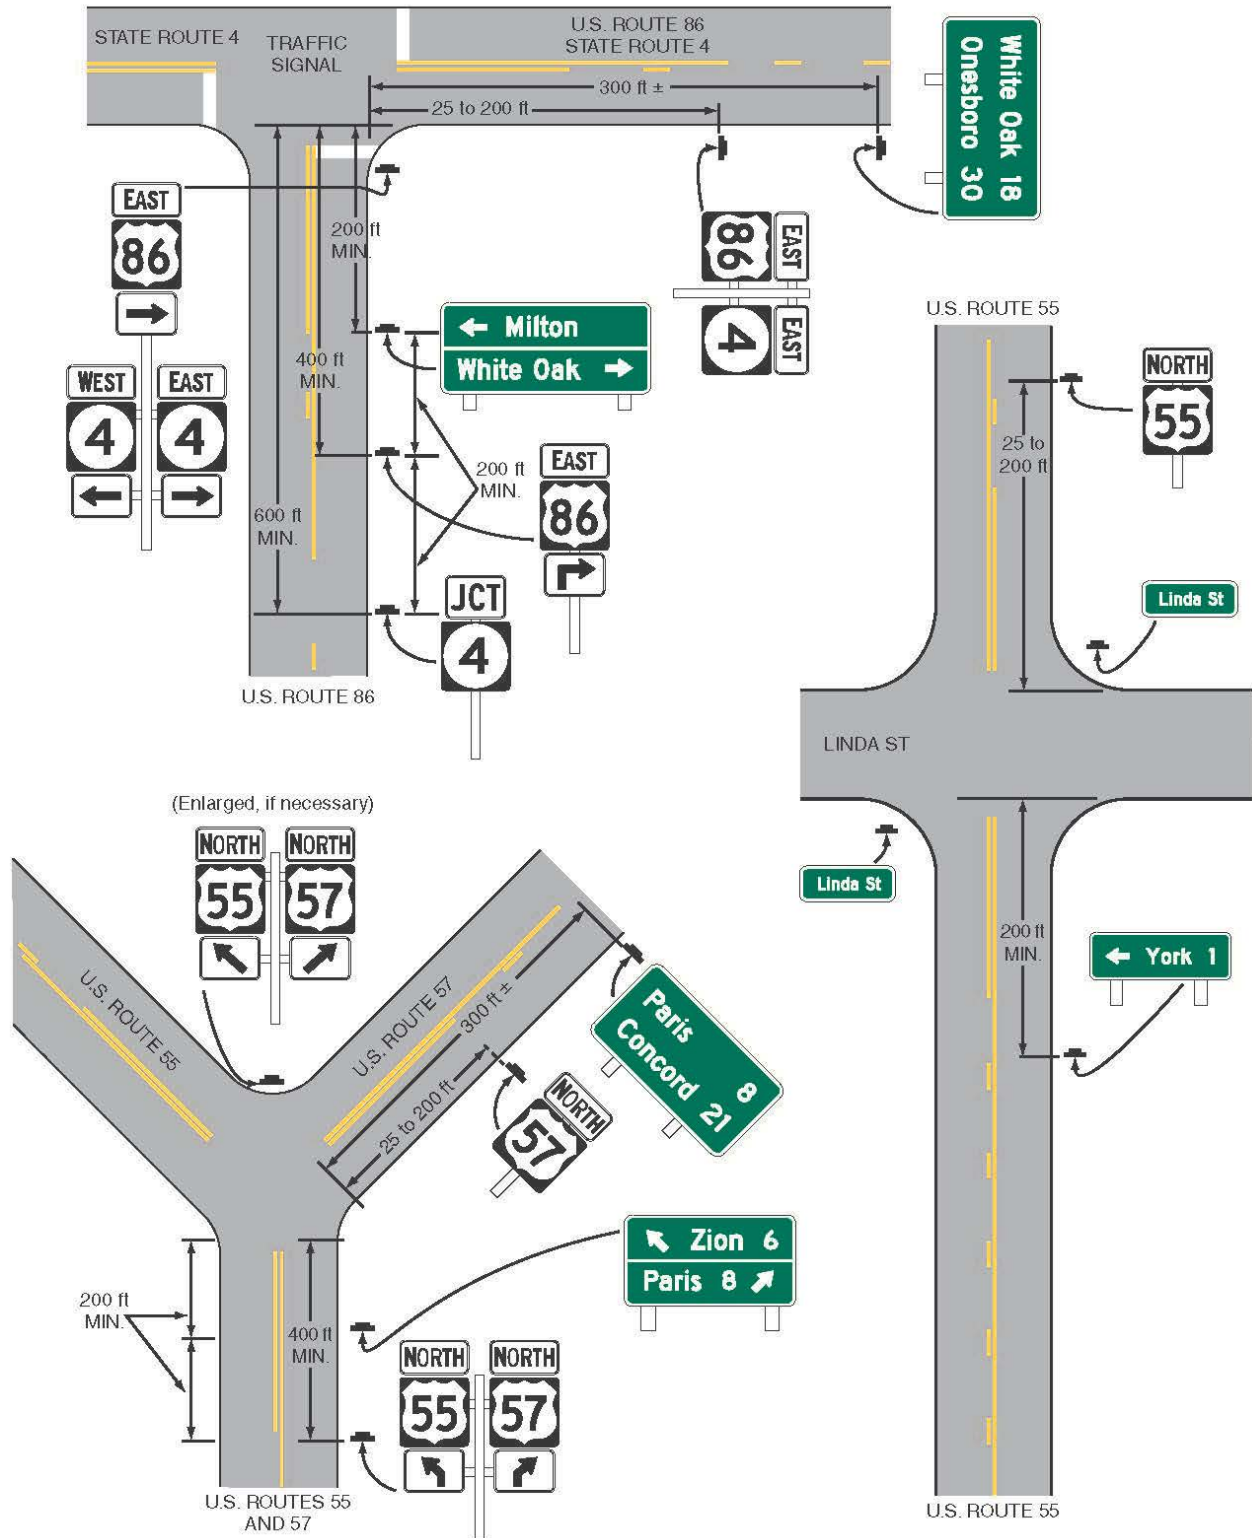 STATE ROUTE 4
TRAFFIC
SIGNAL
U.S. ROUTE 86
STATE ROUTE 4
300 ft ±
25 to 200 ft
White Oak 18
Onesboro 30
EAST
86
WEST
4
EAST
4
200 ft
MIN.
400 ft
MIN.
600 ft
MIN.
Milton
White Oak
200 ft
MIN.
EAST
86
JCT
4
U.S. ROUTE 86
EAST
86
EAST
4
U.S. ROUTE 55
NORTH
55
25 to
200 ft
Linda St
LINDA ST
Linda St
200 ft
MIN.
York 1
U.S. ROUTE 55
(Enlarged, if necessary)
NORTH
55
NORTH
57
U.S. ROUTE 55
U.S. ROUTE 57
300 ft ±
25 to 200 ft
Paris 8
Concord 21
NORTH
57
Zion 6
Paris 8
200 ft
MIN.
400 ft
MIN.
NORTH
55
NORTH
57
U.S. ROUTES 55
AND 57